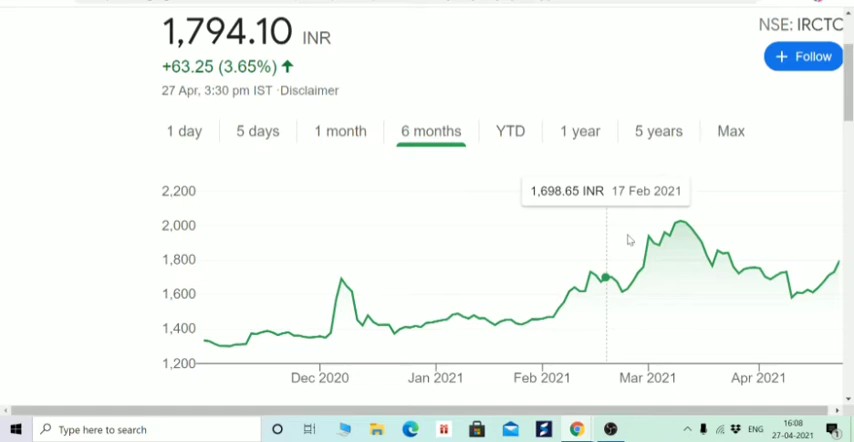 1,794.10 INR
NSE: IRCTC
+63.25 (3.65%)
+ Follow
27 Apr, 3:30 pm IST · Disclaimer
1 day 5 days 1 month 6 months YTD 1 year 5 years Max
1,698.65 INR 17 Feb 2021
2,200
2,000
1,800
1,600
1,400
1,200
Dec 2020 Jan 2021 Feb 2021 Mar 2021 Apr 2021
Type here to search
ENG
16:08
27-04-2021
1